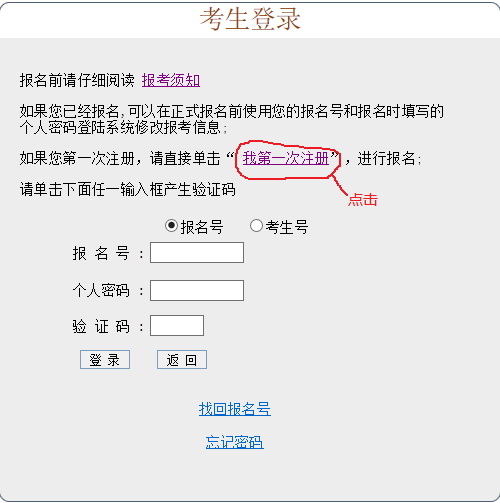 考生登录
报名前请仔细阅读 报考须知
如果您已经报名,可以在正式报名前使用您的报名号和报名时填写的
个人密码登陆系统修改报考信息;
如果您第一次注册，请直接单击“ 我第一次注册”，进行报名;
点击
请单击下面任一输入框产生验证码
报名号 考生号
报 名 号 :
个人密码 :
验 证 码 :
登 录 返 回
找回报名号
忘记密码